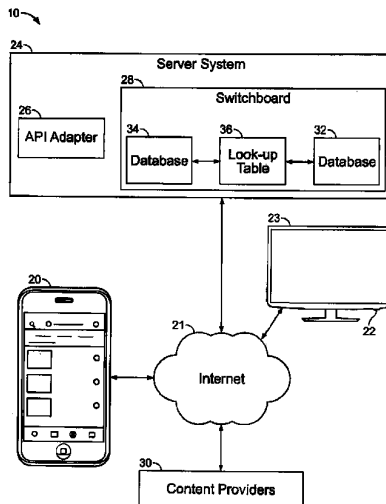 10
24
Server System
28
Switchboard
26
API Adapter
34
Database
36
Look-up
Table
32
Database
20
23
21
Internet
22
30
Content Providers